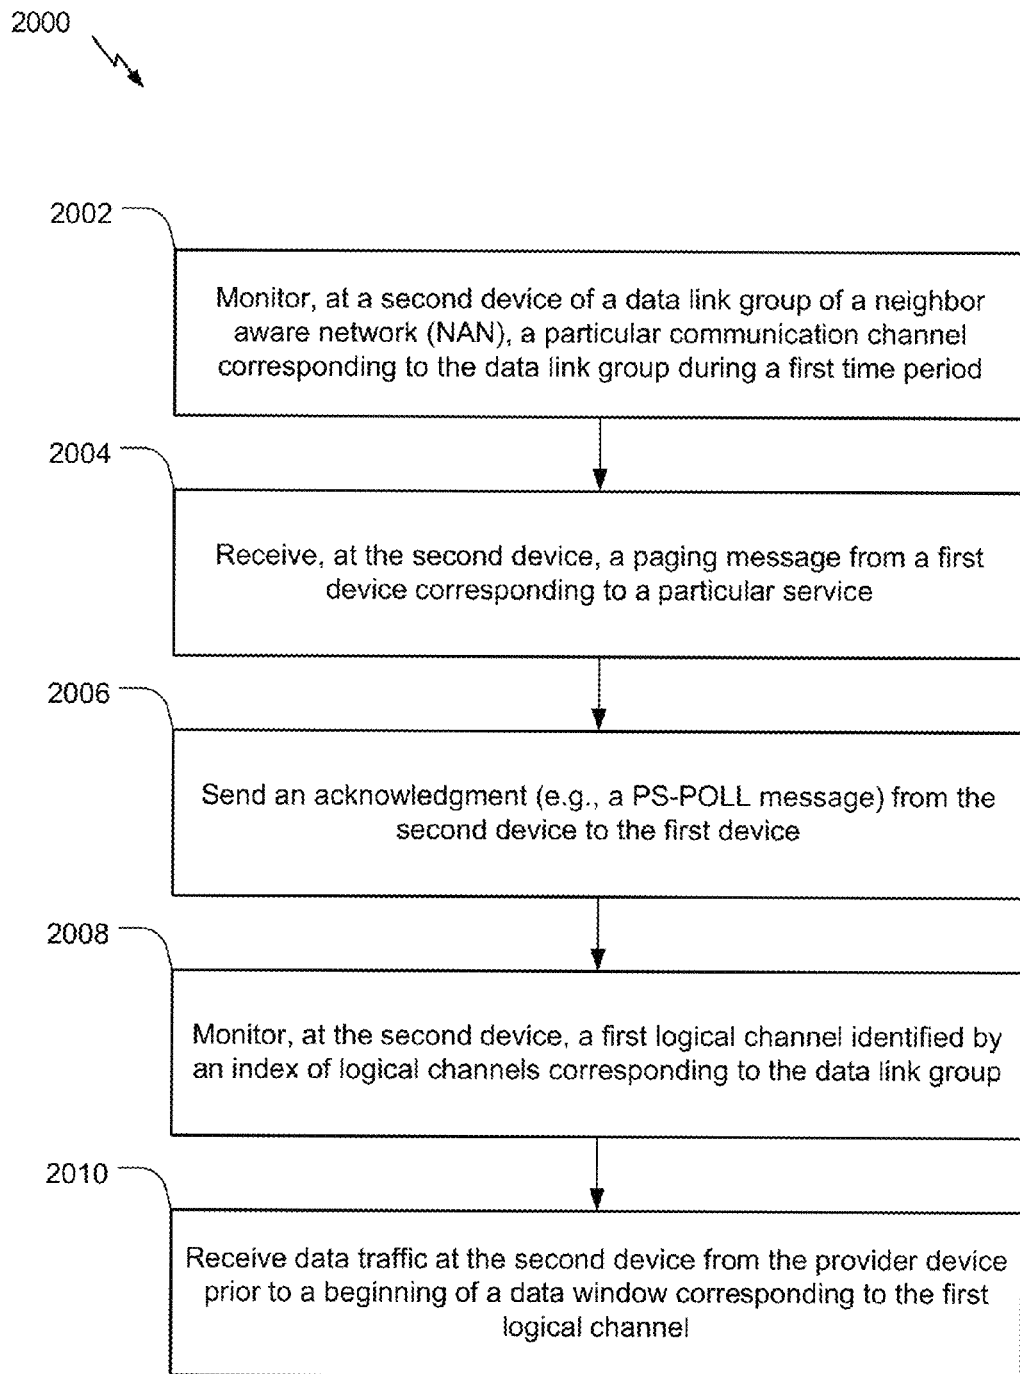 2000
2002
Monitor, at a second device of a data link group of a neighbor
aware network (NAN), a particular communication channel
corresponding to the data link group during a first time period
2004
Receive, at the second device, a paging message from a first
device corresponding to a particular service
2006
Send an acknowledgment (e.g., a PS-POLL message) from the
second device to the first device
2008
Monitor, at the second device, a first logical channel identified by
an index of logical channels corresponding to the data link group
2010
Receive data traffic at the second device from the provider device
prior to a beginning of a data window corresponding to the first
logical channel